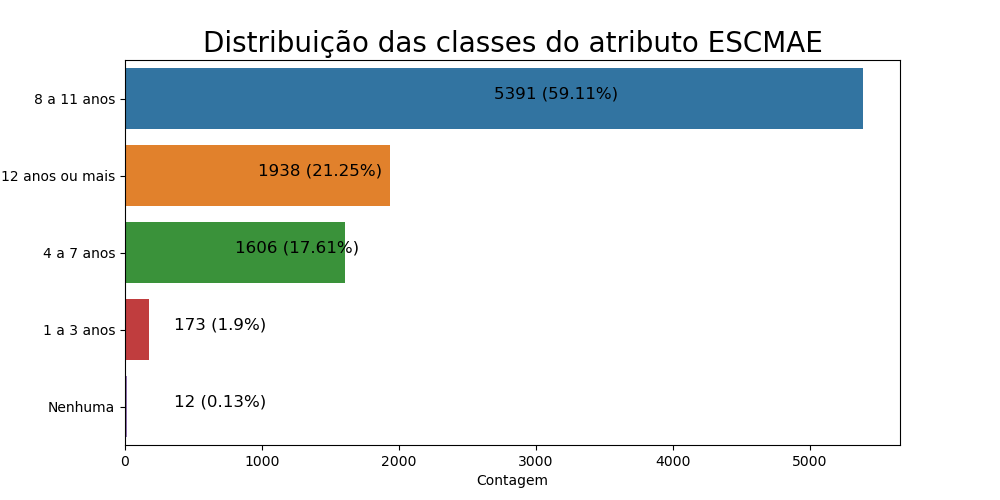 Distribuição das classes do atributo ESCMAE
8 a 11 anos
5391 (59.11%)
12 anos ou mais
1938 (21.25%)
4 a 7 anos
1606 (17.61%)
1 a 3 anos
173 (1.9%)
Nenhuma
12 (0.13%)
0 1000 2000 3000 4000 5000
Contagem